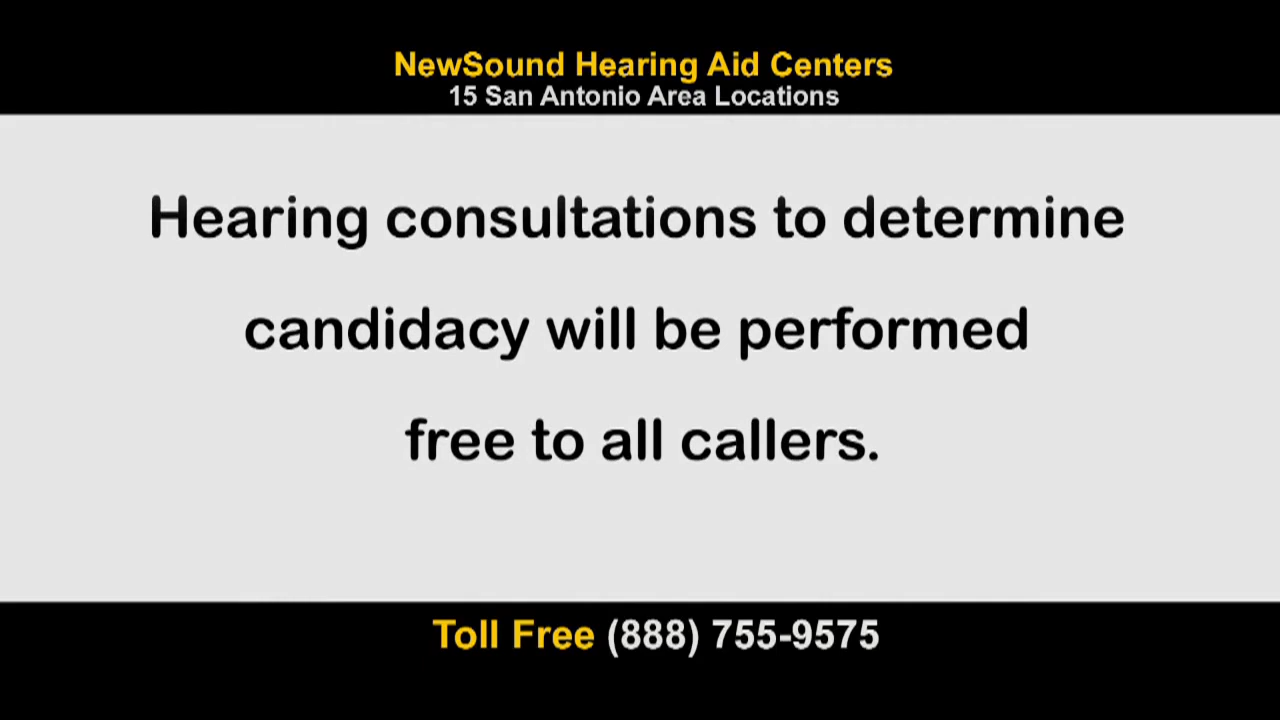 NewSound Hearing Aid Centers
15 San Antonio Area Locations
Hearing consultations to determine
candidacy will be performed
free to all callers.
Toll Free (888) 755-9575